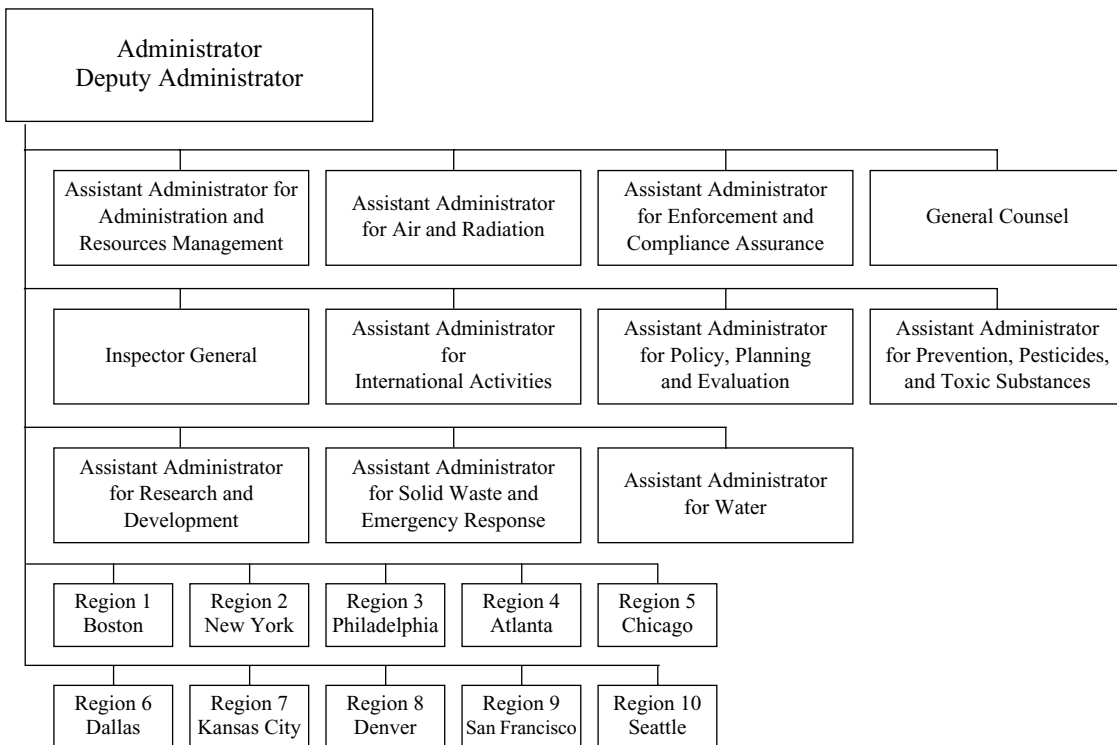 Administrator
Deputy Administrator
Assistant Administrator for
Administration and
Resources Management
Assistant Administrator
for Air and Radiation
Assistant Administrator
for Enforcement and
Compliance Assurance
General Counsel
Inspector General
Assistant Administrator
for
International Activities
Assistant Administrator
for Policy, Planning
and Evaluation
Assistant Administrator
for Prevention, Pesticides,
and Toxic Substances
Assistant Administrator
for Research and
Development
Assistant Administrator
for Solid Waste and
Emergency Response
Assistant Administrator
for Water
Region 1
Boston
Region 2
New York
Region 3
Philadelphia
Region 4
Atlanta
Region 5
Chicago
Region 6
Dallas
Region 7
Kansas City
Region 8
Denver
Region 9
San Francisco
Region 10
Seattle